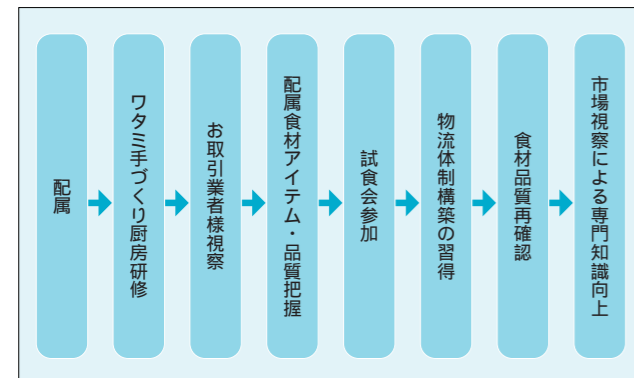 配属
ワタミ手づくり厨房研修
お取引業者様視察
配属食材アイテム・品質把握
試食会参加
物流体制構築の習得
食材品質再確認
市場視察による専門知識向上